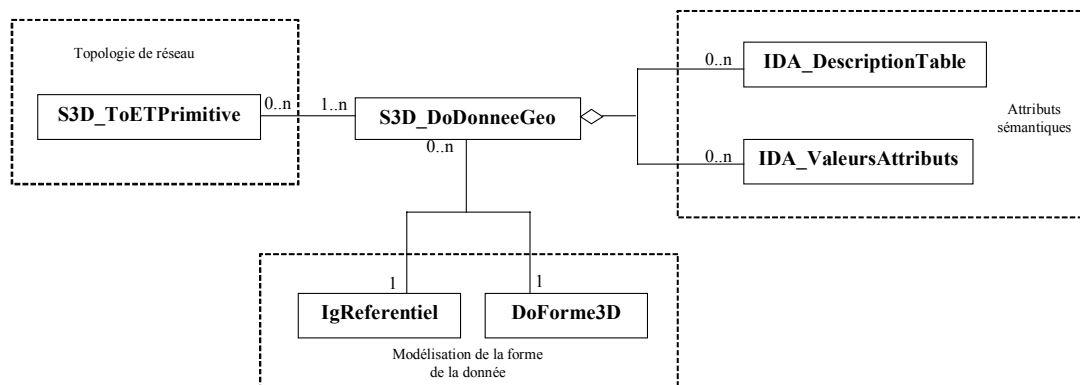 Topologie de réseau
S3D_ToETPrimitive
0..n
1..n
S3D_DoDonneeGeo
0..n
0..n
IDA_DescriptionTable
Attributs
sémantiques
0..n
IDA_ValeursAttributs
1
1
IgReferentiel
DoForme3D
Modélisation de la forme
de la donnée